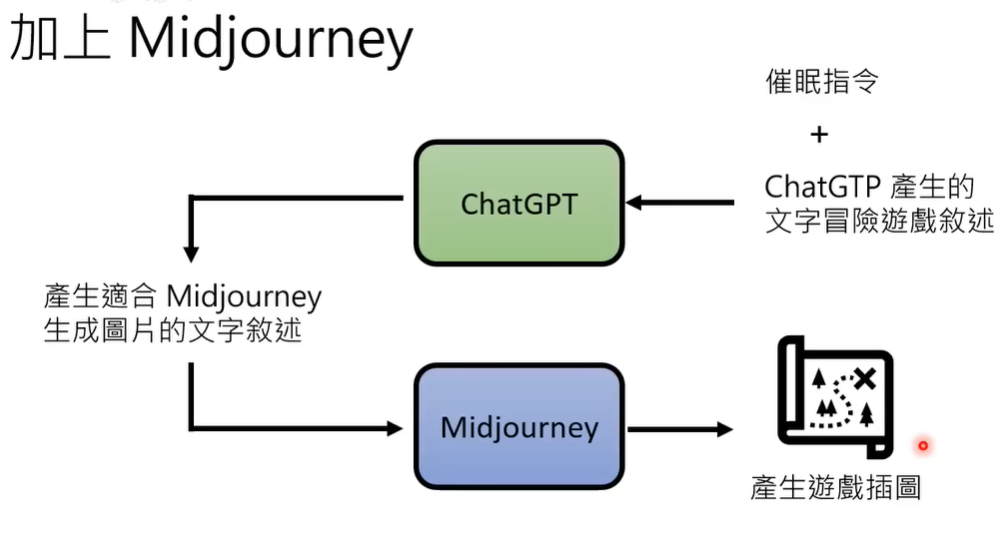 加上 Midjourney
催眠指令
+
ChatGTP 產生的
文字冒險遊戲敘述
ChatGPT
產生適合 Midjourney
生成圖片的文字敘述
Midjourney
產生遊戲插圖